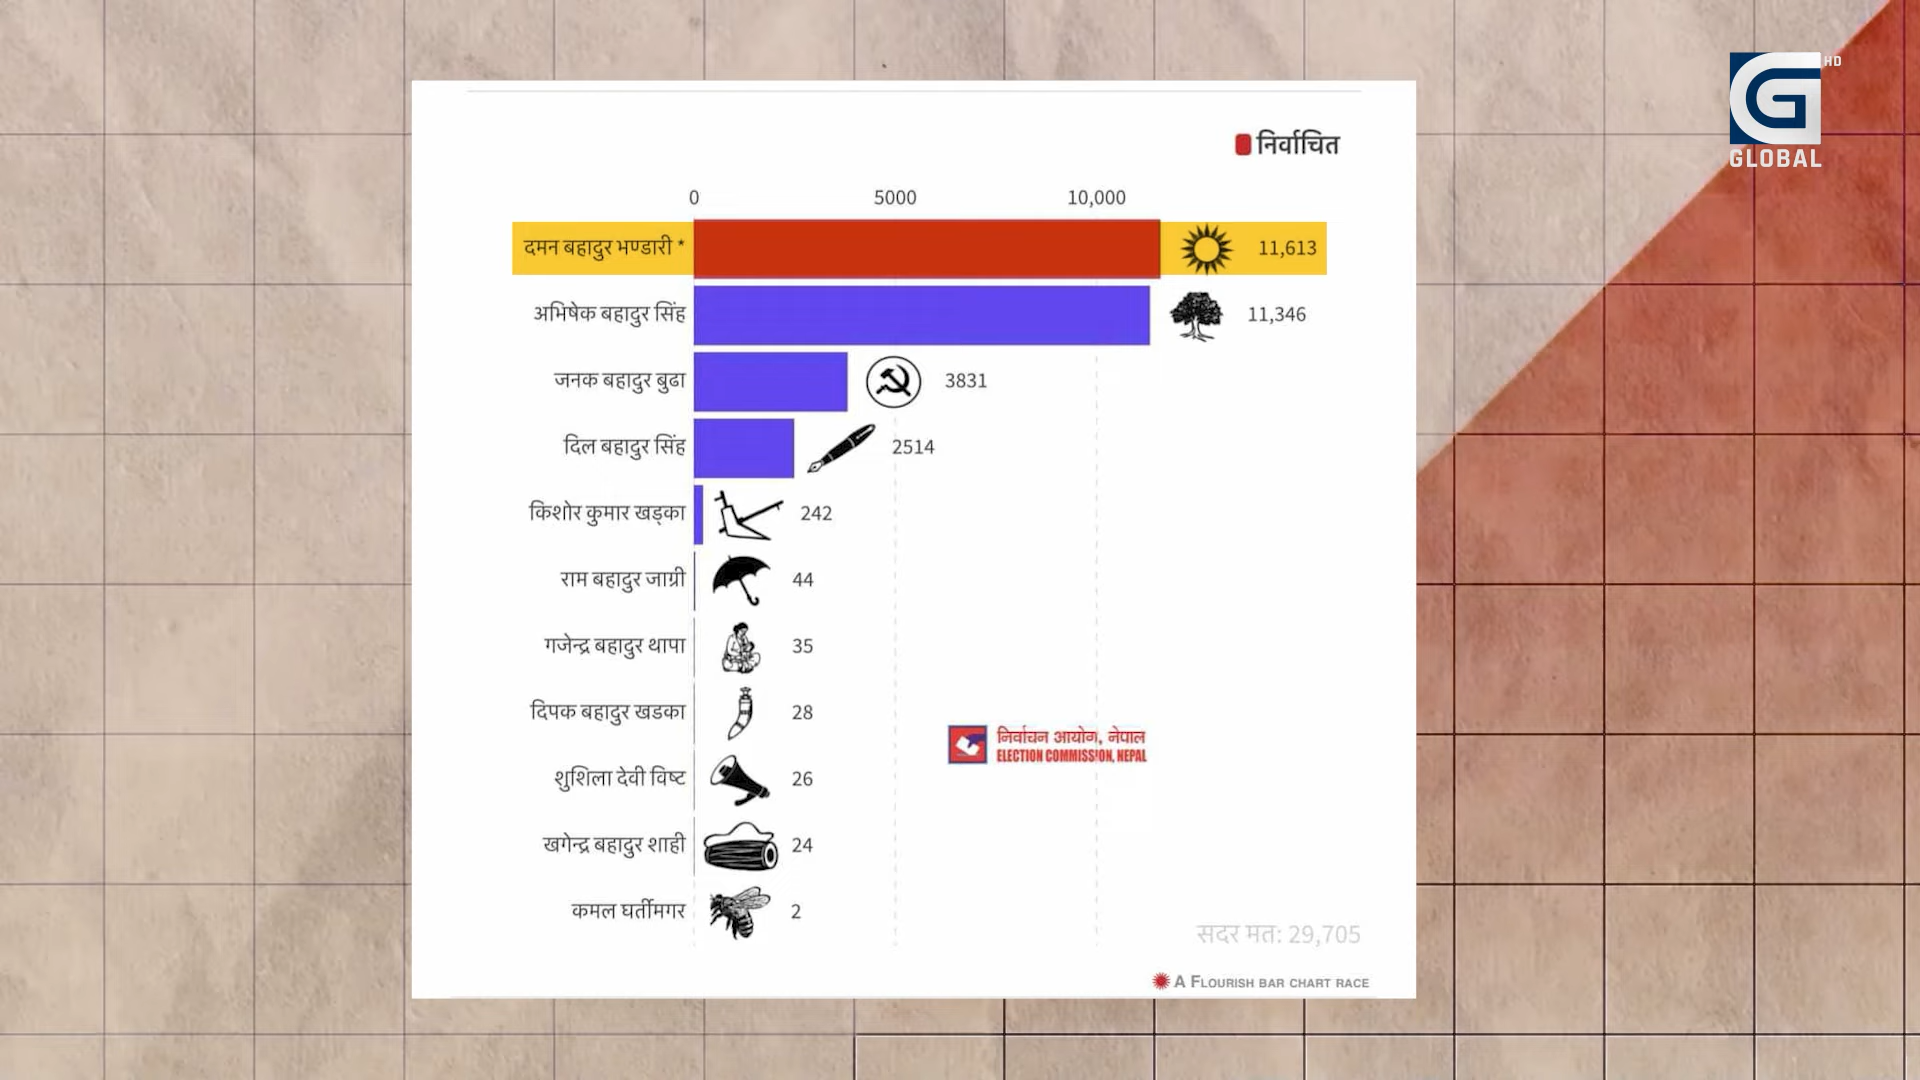 HD
GLOBAL
निर्वाचित
0 5000 10,000
दमन बहादुर भण्डारी * 11,613
अभिषेक बहादुर सिंह 11,346
जनक बहादुर बुढा 3831
दिल बहादुर सिंह 2514
किशोर कुमार खड्का 242
राम बहादुर जाग्री 44
गजेन्द्र बहादुर थापा 35
दिपक बहादुर खडका 28
निर्वाचन आयोग, नेपाल
ELECTION COMMISSION, NEPAL
शुशिला देवी विष्ट 26
खगेन्द्र बहादुर शाही 24
कमल घर्तीमगर 2
सदर मत: 29,705
A FLOURISH BAR CHART RACE